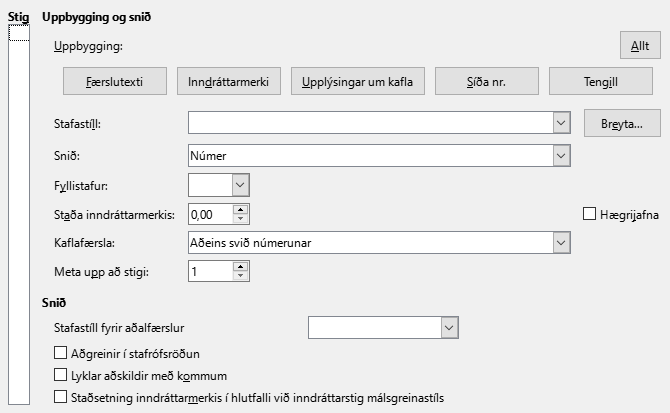 Stig Uppbygging og snið
Uppbygging: Allt
Færslutexti Inndráttarmerki Upplýsingar um kafla Síða nr. Tengill
Stafastíll: Breyta...
Snið: Númer
Fyllistafur:
Staða inndráttarmerkis: 0,00 Hægrijafna
Kaflafærsla: Aðeins svið númerunar
Meta upp að stigi: 1
Snið
Stafastíll fyrir aðalfærslur
Aðgreinir í stafrófsröðun
Lyklar aðskildir með kommum
Staðsetning inndráttarmerkis í hlutfalli við inndráttarstig málsgreinastíls